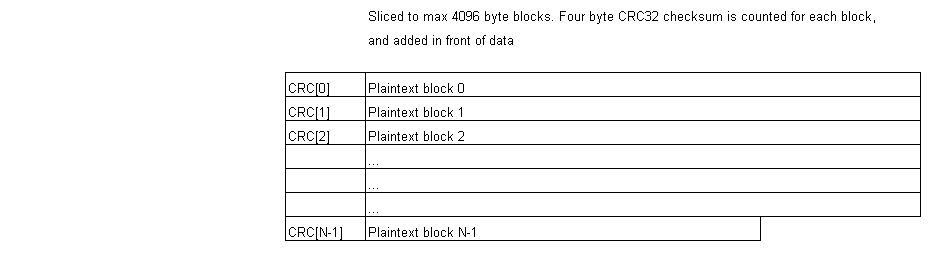 Sliced to max 4096 byte blocks. Four byte CRC32 checksum is counted for each block,
and added in front of data
CRC[0] Plaintext block 0
CRC[1] Plaintext block 1
CRC[2] Plaintext block 2
...
...
...
CRC[N-1] Plaintext block N-1